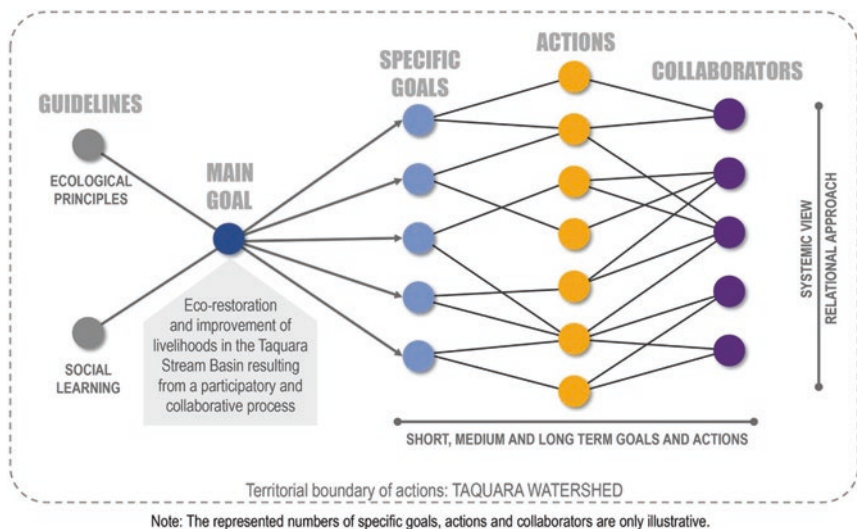 GUIDELINES
ECOLOGICAL
PRINCIPLES
SOCIAL
LEARNING
MAIN
GOAL
Eco-restoration
and improvement of
livelihoods in the Taquara
Stream Basin resulting
from a participatory and
collaborative process
SPECIFIC
GOALS
ACTIONS
COLLABORATORS
SYSTEMIC VIEW
RELATIONAL APPROACH
SHORT, MEDIUM AND LONG TERM GOALS AND ACTIONS
Territorial boundary of actions: TAQUARA WATERSHED
Note: The represented numbers of specific goals, actions and collaborators are only illustrative.